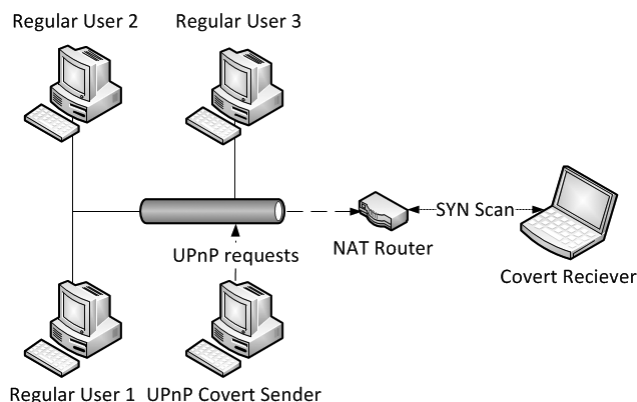 Regular User 2
Regular User 3
SYN Scan
UPnP requests
NAT Router
Covert Reciever
Regular User 1
UPnP Covert Sender